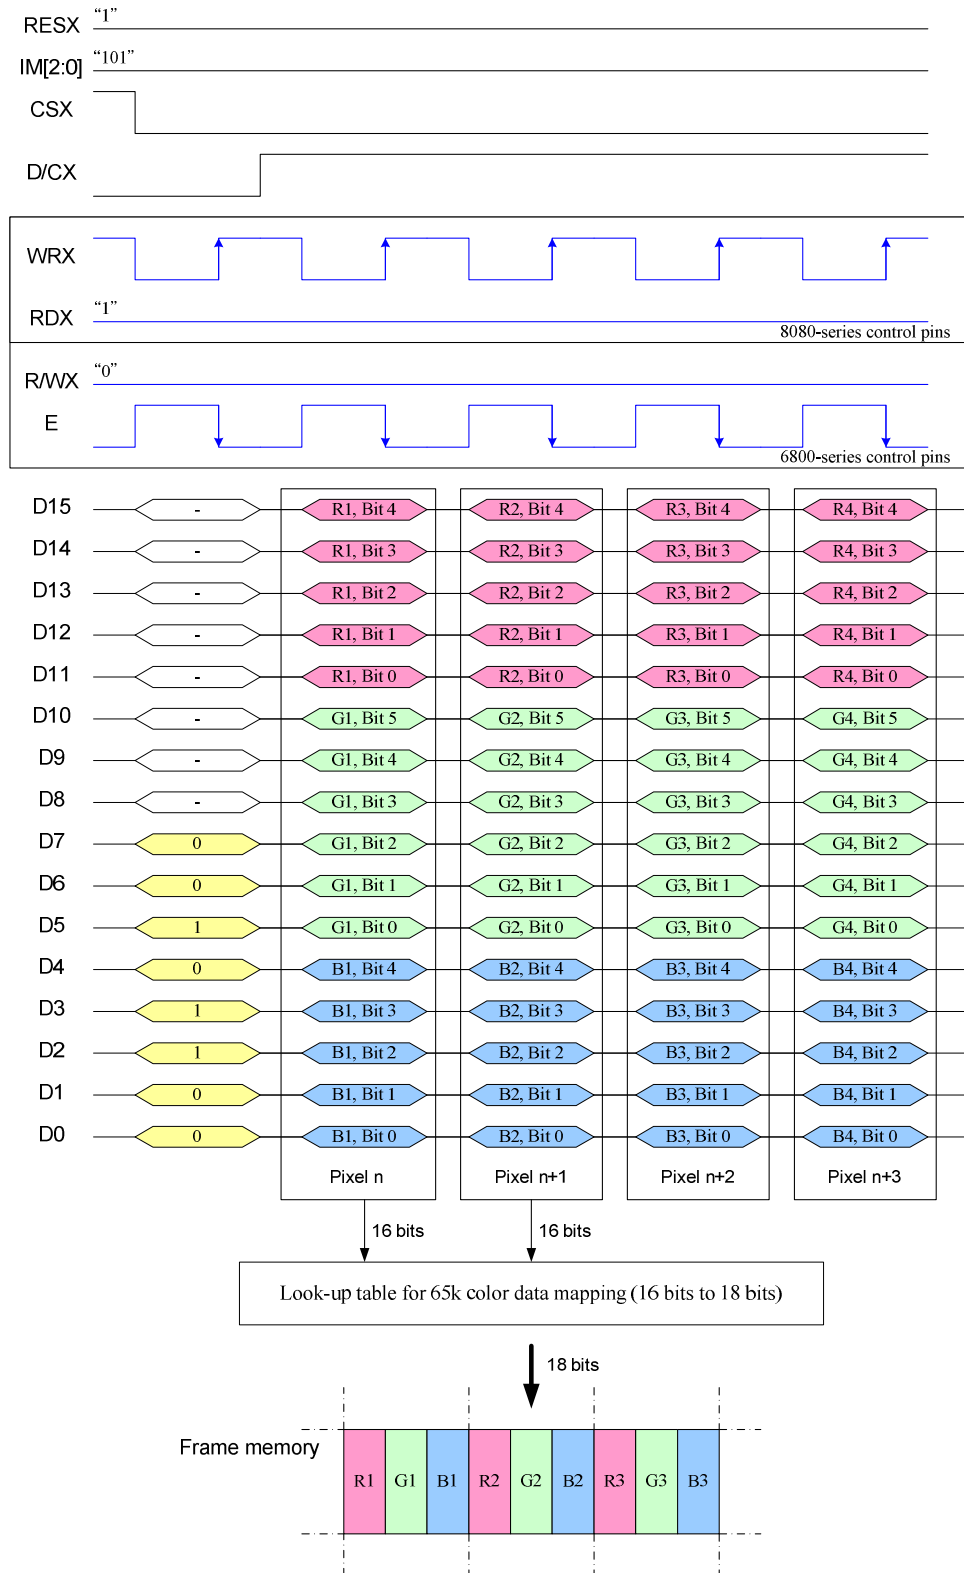 RESX “1”
IM[2:0] “101”
CSX
D/CX
WRX
RDX “1”
8080-series control pins
R/WX “0”
E
6800-series control pins
D15 - R1, Bit 4 R2, Bit 4 R3, Bit 4 R4, Bit 4
D14 - R1, Bit 3 R2, Bit 3 R3, Bit 3 R4, Bit 3
D13 - R1, Bit 2 R2, Bit 2 R3, Bit 2 R4, Bit 2
D12 - R1, Bit 1 R2, Bit 1 R3, Bit 1 R4, Bit 1
D11 - R1, Bit 0 R2, Bit 0 R3, Bit 0 R4, Bit 0
D10 - G1, Bit 5 G2, Bit 5 G3, Bit 5 G4, Bit 5
D9 - G1, Bit 4 G2, Bit 4 G3, Bit 4 G4, Bit 4
D8 - G1, Bit 3 G2, Bit 3 G3, Bit 3 G4, Bit 3
D7 0 G1, Bit 2 G2, Bit 2 G3, Bit 2 G4, Bit 2
D6 0 G1, Bit 1 G2, Bit 1 G3, Bit 1 G4, Bit 1
D5 1 G1, Bit 0 G2, Bit 0 G3, Bit 0 G4, Bit 0
D4 0 B1, Bit 4 B2, Bit 4 B3, Bit 4 B4, Bit 4
D3 1 B1, Bit 3 B2, Bit 3 B3, Bit 3 B4, Bit 3
D2 1 B1, Bit 2 B2, Bit 2 B3, Bit 2 B4, Bit 2
D1 0 B1, Bit 1 B2, Bit 1 B3, Bit 1 B4, Bit 1
D0 0 B1, Bit 0 B2, Bit 0 B3, Bit 0 B4, Bit 0
Pixel n Pixel n+1 Pixel n+2 Pixel n+3
16 bits 16 bits
Look-up table for 65k color data mapping (16 bits to 18 bits)
18 bits
Frame memory
R1 G1 B1 R2 G2 B2 R3 G3 B3